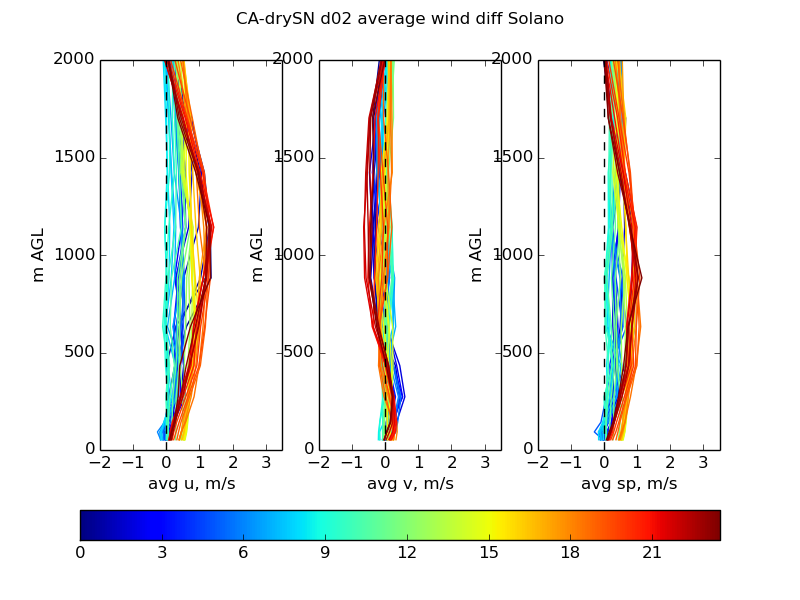 CA-drySN d02 average wind diff Solano
2000 2000 2000
1500 1500 1500
m AGL m AGL m AGL
1000 1000 1000
500 500 500
0 0 0
−2 −1 0 1 2 3 −2 −1 0 1 2 3 −2 −1 0 1 2 3
avg u, m/s avg v, m/s avg sp, m/s
0 3 6 9 12 15 18 21